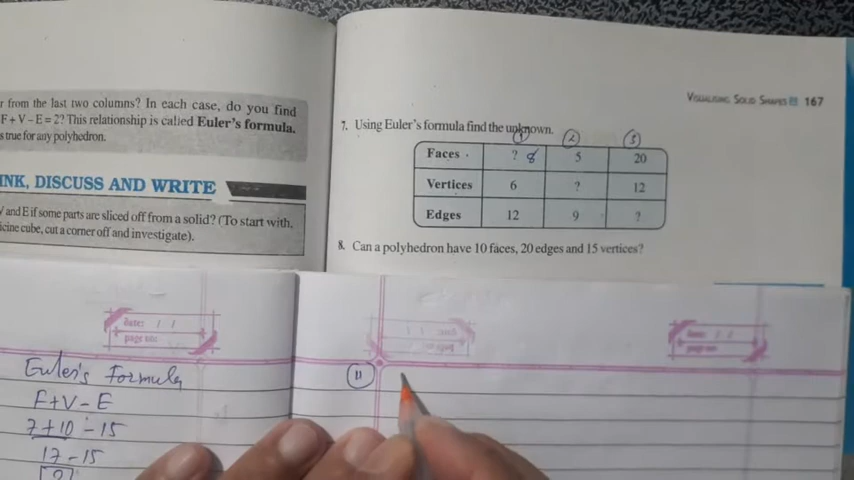 r from the last two columns? In each case, do you find
F + V – E = 2? This relationship is called Euler's formula.
s true for any polyhedron.
INK, DISCUSS AND WRITE
V and E if some parts are sliced off from a solid? (To start with,
icine cube, cut a corner off and investigate).
VISUALISING SOLID SHAPES 167
7. Using Euler's formula find the unknown.
1 2 3
Faces ? 8 5 20
Vertices 6 ? 12
Edges 12 9 ?
8. Can a polyhedron have 10 faces, 20 edges and 15 vertices?
date: / /
page no:
Euler's Formula
F+V-E
7+10-15
17-15
2
11
date: / /
page no: